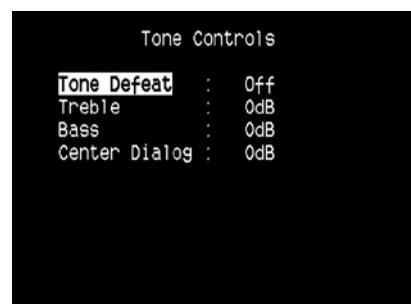 Tone Controls
Tone Defeat : Off
Treble : 0dB
Bass : 0dB
Center Dialog : 0dB